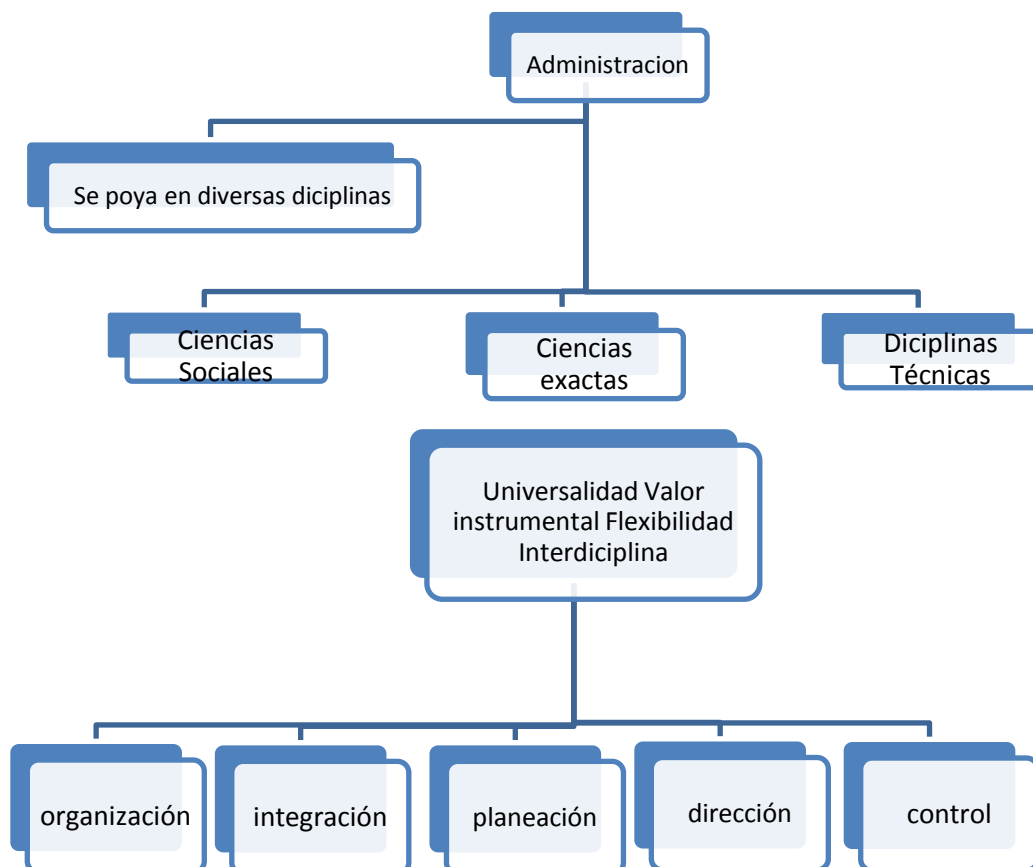 Administracion
Se poya en diversas diciplinas
Ciencias
Sociales
Ciencias
exactas
Diciplinas
Técnicas
Universalidad Valor
instrumental Flexibilidad
Interdiciplina
organización
integración
planeación
dirección
control